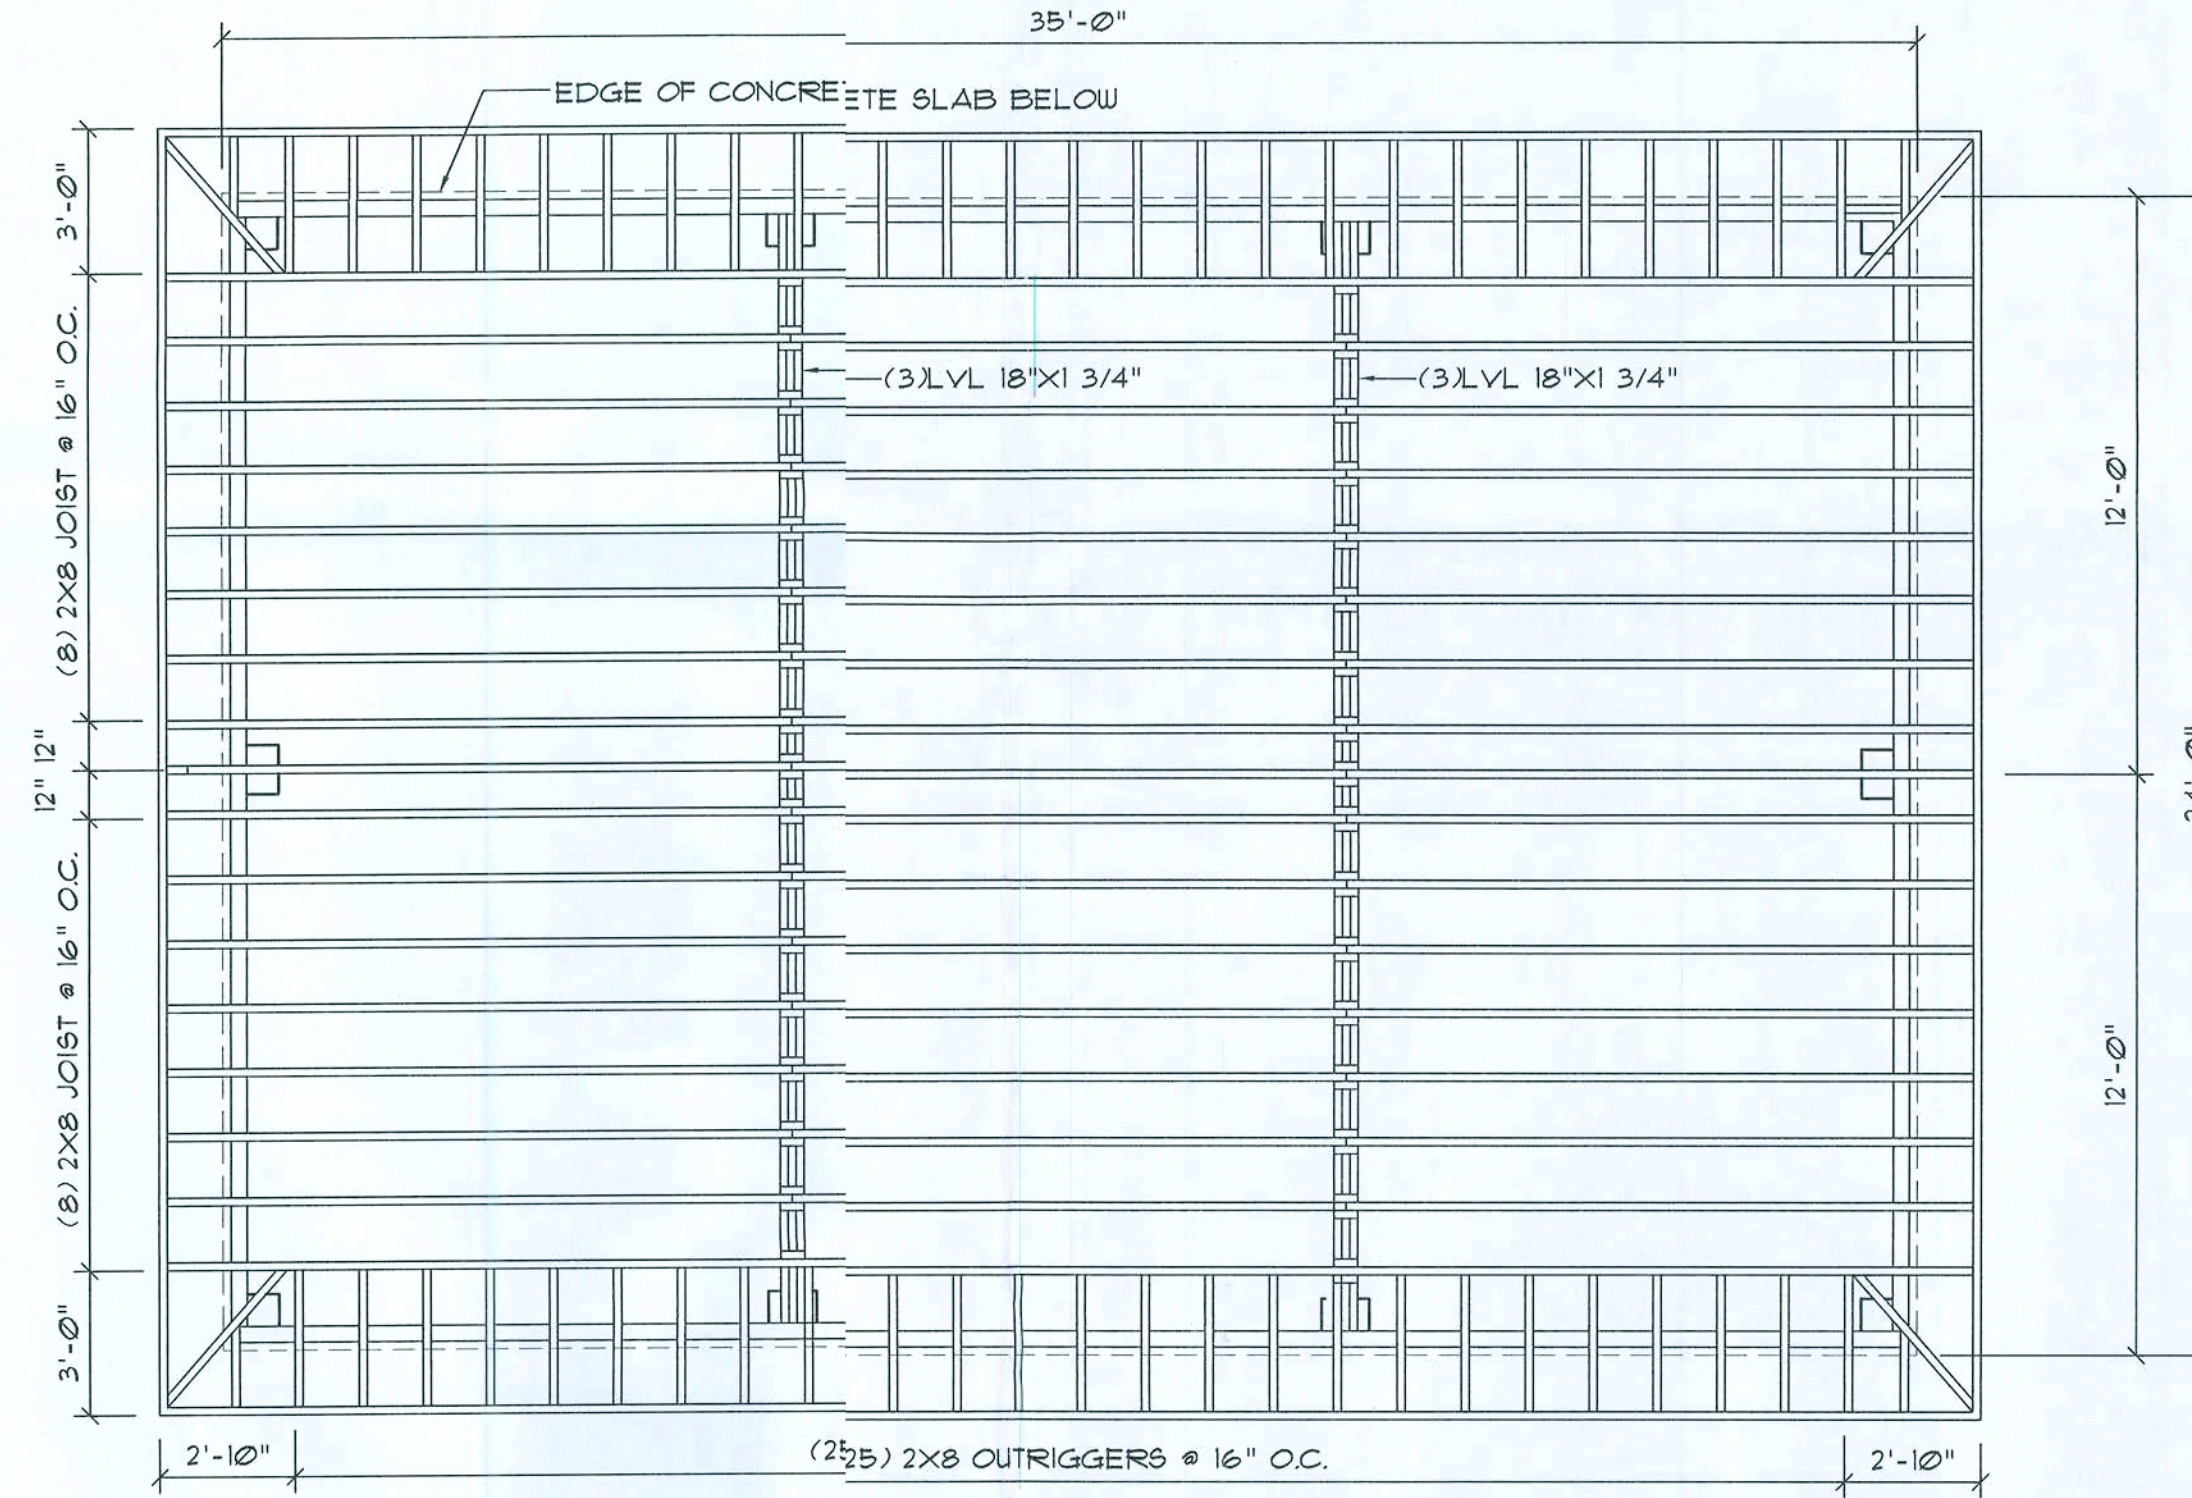 35'-0"
EDGE OF CONCRETE SLAB BELOW
3'-0"
(8) 2X8 JOIST @ 16" O.C.
12" 12"
(8) 2X8 JOIST @ 16" O.C.
3'-0"
(3)LVL 18"X1 3/4"
(3)LVL 18"X1 3/4"
12'-0"
12'-0"
2'-10"
(25) 2X8 OUTRIGGERS @ 16" O.C.
2'-10"